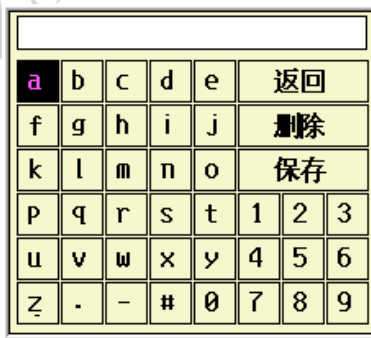 a b c d e 返回
f g h i j 删除
k l m n o 保存
p q r s t 1 2 3
u v w x y 4 5 6
z . - # 0 7 8 9